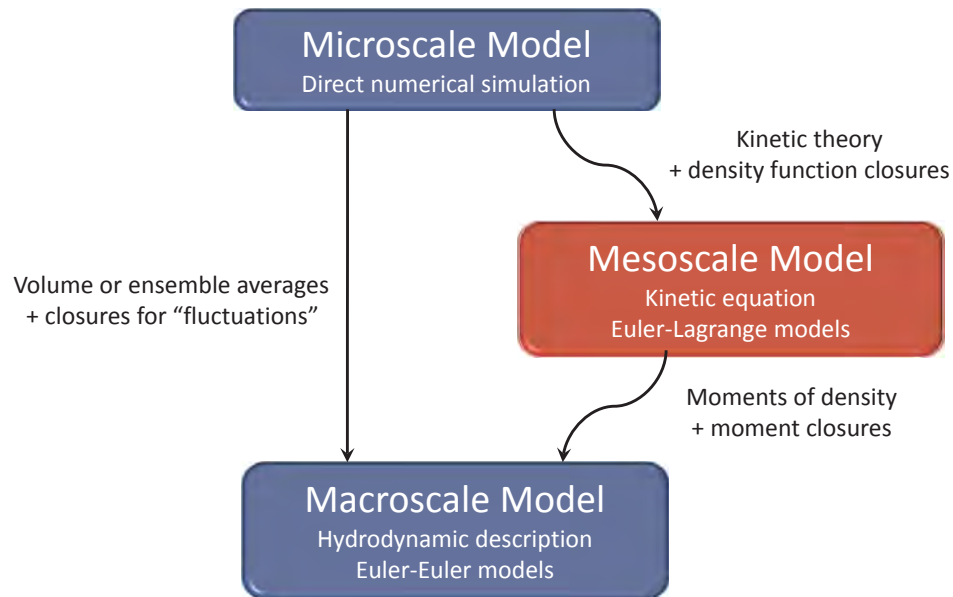 Microscale Model
Direct numerical simulation
Kinetic theory
+ density function closures
Mesoscale Model
Kinetic equation
Euler-Lagrange models
Volume or ensemble averages
+ closures for “fluctuations”
Moments of density
+ moment closures
Macroscale Model
Hydrodynamic description
Euler-Euler models